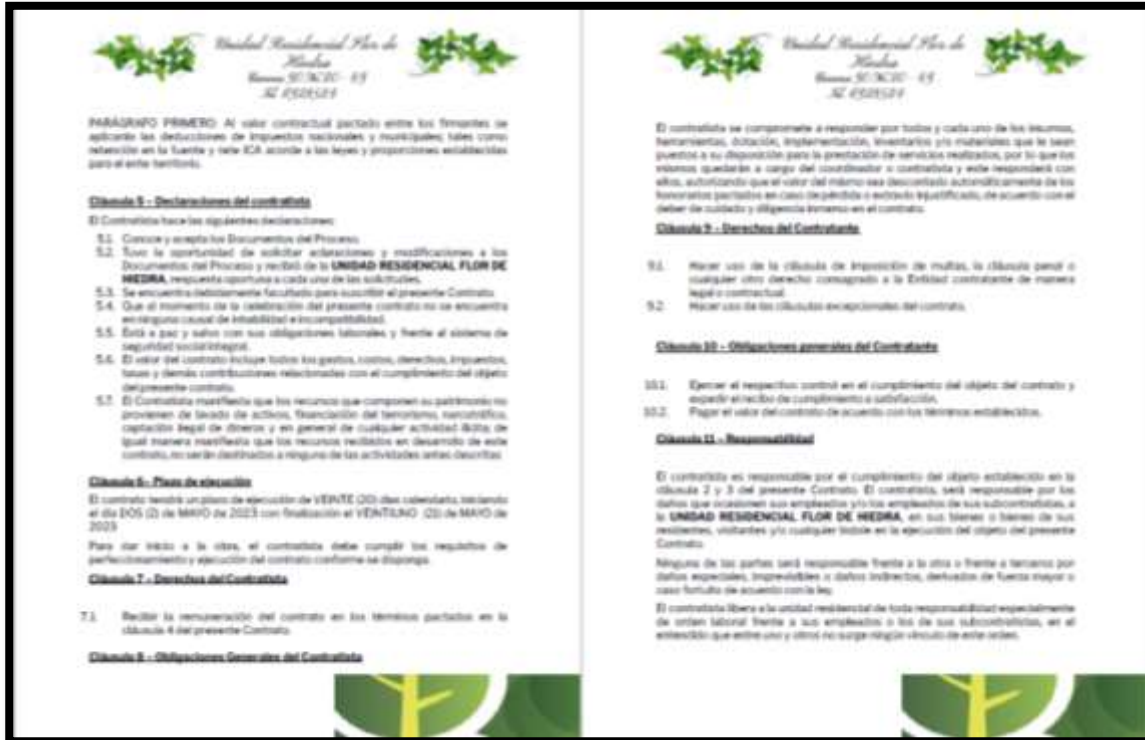 Unidad Residencial Flor de
Hiedra
PARÁGRAFO PRIMERO: Al valor contractual pactado entre los firmantes se
aplicarán las deducciones de impuestos nacionales y municipales; tales como
retención en la fuente y rete ICA acorde a las leyes y proporciones establecidas
para el ente territorio.
Cláusula 5 – Declaraciones del contratista
El Contratista hace las siguientes declaraciones:
5.1. Conoce y acepta los Documentos del Proceso.
5.2. Tuvo la oportunidad de solicitar aclaraciones y modificaciones a los
Documentos del Proceso y recibió de la UNIDAD RESIDENCIAL FLOR DE
HIEDRA, respuesta oportuna a cada una de las solicitudes.
5.3. Se encuentra debidamente facultado para suscribir el presente Contrato.
5.4. Que al momento de la celebración del presente contrato no se encuentra
en ninguna causal de inhabilidad e incompatibilidad.
5.5. Está a paz y salvo con sus obligaciones laborales y frente al sistema de
seguridad social integral.
5.6. El valor del contrato incluye todos los gastos, costos, derechos, impuestos,
tasas y demás contribuciones relacionadas con el cumplimiento del objeto
del presente contrato.
5.7. El Contratista manifiesta que los recursos que componen su patrimonio no
provienen de lavado de activos, financiación del terrorismo, narcotráfico,
captación ilegal de dineros y en general de cualquier actividad ilícita; de
igual manera manifiesta que los recursos recibidos en desarrollo de este
contrato, no serán destinados a ninguna de las actividades antes descritas
Cláusula 6– Plazo de ejecución
El contrato tendrá un plazo de ejecución de VEINTE (20) días calendario, iniciando
el día DOS (2) de MAYO de 2023 con finalización el VEINTIUNO (21) de MAYO de
2023
Para dar inicio a la obra, el contratista debe cumplir los requisitos de
perfeccionamiento y ejecución del contrato conforme se disponga.
Cláusula 7 – Derechos del Contratista
7.1. Recibir la remuneración del contrato en los términos pactados en la
cláusula 4 del presente Contrato.
Cláusula 8 – Obligaciones Generales del Contratista
Unidad Residencial Flor de
Hiedra
El contratista se compromete a responder por todos y cada uno de los insumos,
herramientas, dotación, implementación, inventarios y/o materiales que le sean
puestos a su disposición para la prestación de servicios realizados, por lo que los
mismos quedarán a cargo del coordinador o contratista y este responderá con
ellos, autorizando que el valor del mismo sea descontado automáticamente de los
honorarios pactados en caso de pérdida o extravío injustificado, de acuerdo con el
deber de cuidado y diligencia inmerso en el contrato.
Cláusula 9 – Derechos del Contratante
9.1. Hacer uso de la cláusula de imposición de multas, la cláusula penal o
cualquier otro derecho consagrado a la Entidad contratante de manera
legal o contractual.
9.2. Hacer uso de las cláusulas excepcionales del contrato.
Cláusula 10 – Obligaciones generales del Contratante
10.1. Ejercer el respectivo control en el cumplimiento del objeto del contrato y
expedir el recibo de cumplimiento a satisfacción.
10.2. Pagar el valor del contrato de acuerdo con los términos establecidos.
Cláusula 11 – Responsabilidad
El contratista es responsable por el cumplimiento del objeto establecido en la
cláusula 2 y 3 del presente Contrato. El contratista, será responsable por los
daños que ocasionen sus empleados y/o los empleados de sus subcontratistas, a
la UNIDAD RESIDENCIAL FLOR DE HIEDRA, en sus bienes o bienes de sus
residentes, visitantes y/o cualquier índole en la ejecución del objeto del presente
Contrato.
Ninguna de las partes será responsable frente a la otra o frente a terceros por
daños especiales, imprevisibles o daños indirectos, derivados de fuerza mayor o
caso fortuito de acuerdo con la ley.
El contratista libera a la unidad residencial de toda responsabilidad especialmente
de orden laboral frente a sus empleados o los de sus subcontratistas, en el
entendido que entre uno y otros no surge ningún vínculo de este orden.